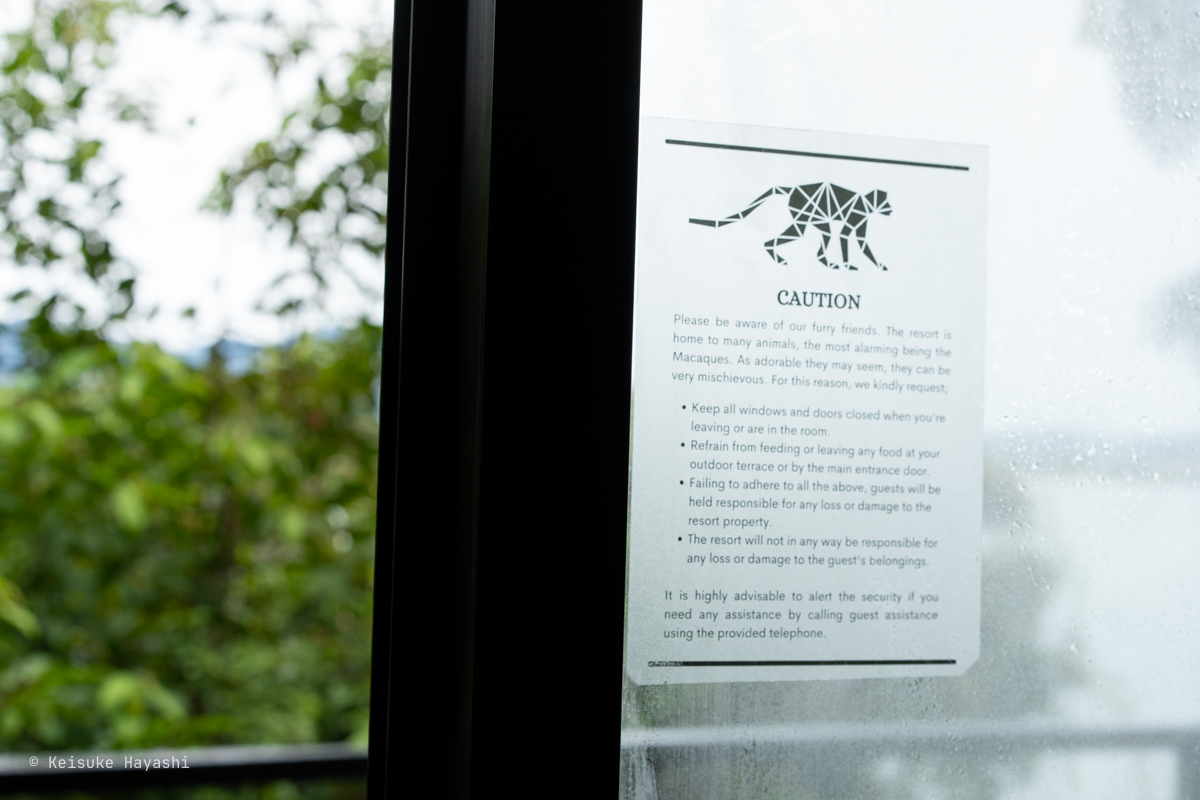 CAUTION
Please be aware of our furry friends. The resort is
home to many animals, the most alarming being the
Macaques. As adorable they may seem, they can be
very mischievous. For this reason, we kindly request;
• Keep all windows and doors closed when you're
leaving or are in the room.
• Refrain from feeding or leaving any food at your
outdoor terrace or by the main entrance door.
• Failing to adhere to all the above, guests will be
held responsible for any loss or damage to the
resort property.
• The resort will not in any way be responsible for
any loss or damage to the guest's belongings.
It is highly advisable to alert the security if you
need any assistance by calling guest assistance
using the provided telephone.
© Keisuke Hayashi